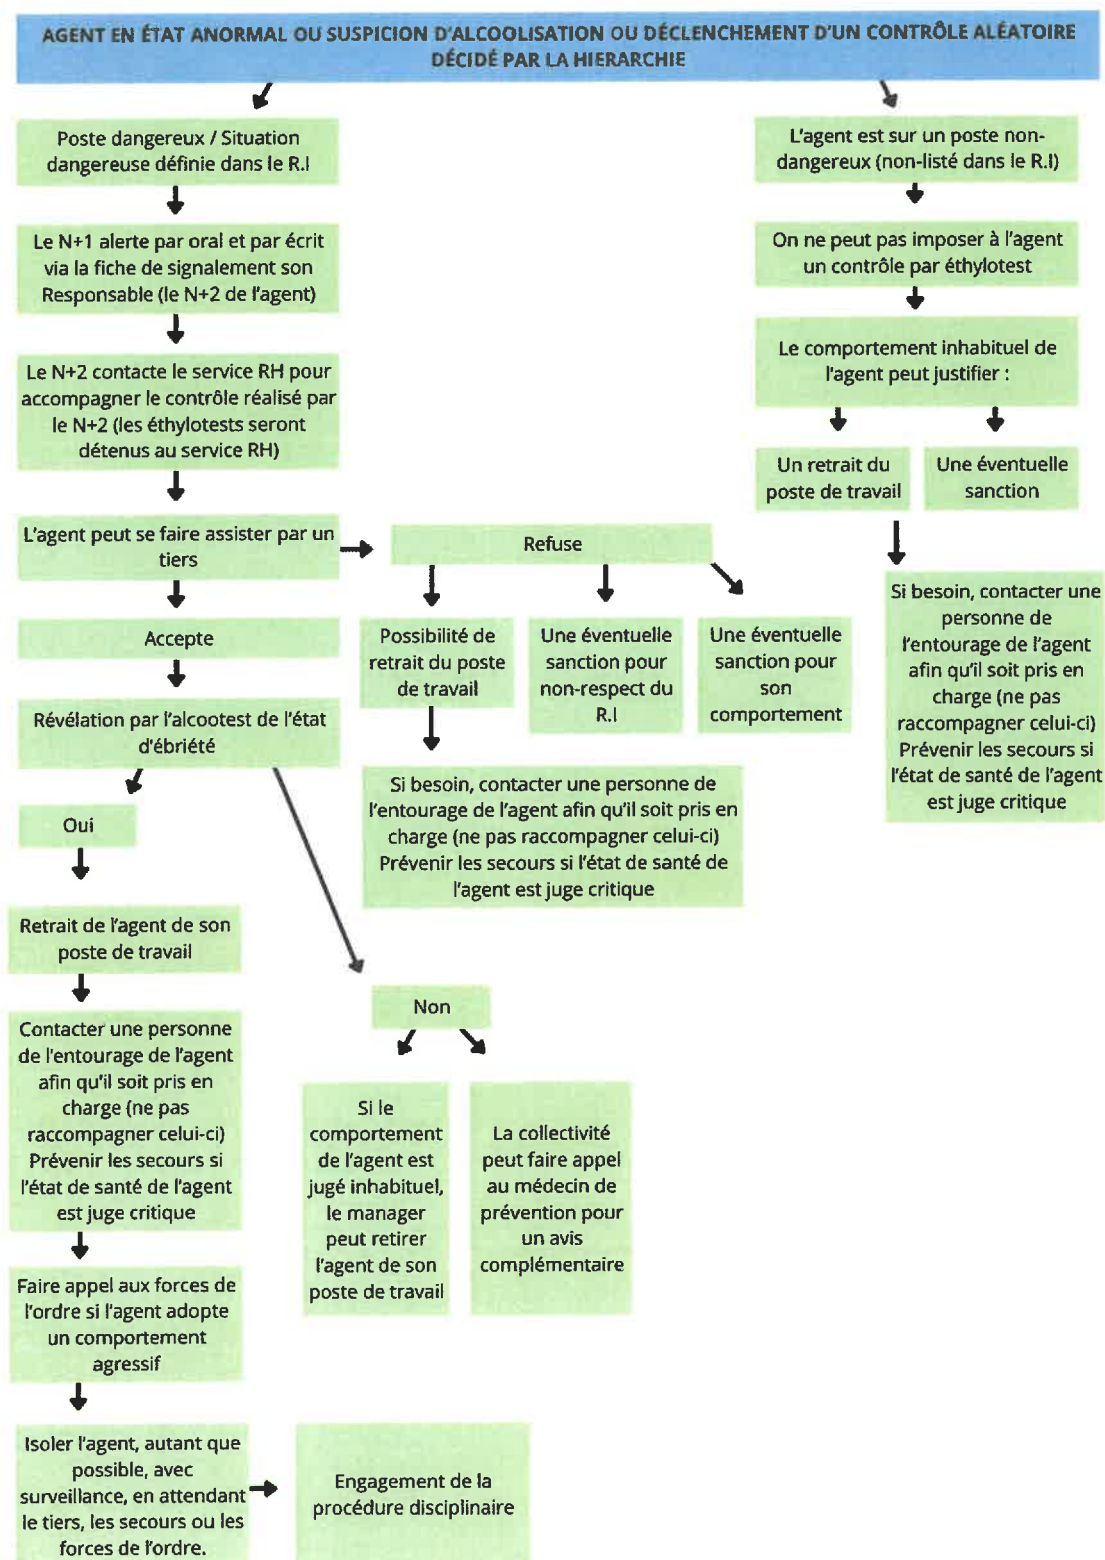 AGENT EN ÉTAT ANORMAL OU SUSPICION D'ALCOOLISATION OU DÉCLENCHEMENT D'UN CONTRÔLE ALÉATOIRE
DÉCIDÉ PAR LA HIERARCHIE
Poste dangereux / Situation
dangereuse définie dans le R.I
Le N+1 alerte par oral et par écrit
via la fiche de signalement son
Responsable (le N+2 de l'agent)
Le N+2 contacte le service RH pour
accompagner le contrôle réalisé par
le N+2 (les éthylotests seront
détenus au service RH)
L'agent peut se faire assister par un
tiers
Accepte
Révélation par l'alcootest de l'état
d'ébriété
Oui
Retrait de l'agent de son
poste de travail
Contacter une personne
de l'entourage de l'agent
afin qu'il soit pris en
charge (ne pas
raccompagner celui-ci)
Prévenir les secours si
l'état de santé de l'agent
est juge critique
Faire appel aux forces de
l'ordre si l'agent adopte
un comportement
agressif
Isoler l'agent, autant que
possible, avec
surveillance, en attendant
le tiers, les secours ou les
forces de l'ordre.
Engagement de la
procédure disciplinaire
Non
Si le
comportement
de l'agent est
jugé inhabituel,
le manager
peut retirer
l'agent de son
poste de travail
La collectivité
peut faire appel
au médecin de
prévention pour
un avis
complémentaire
Refuse
Possibilité de
retrait du poste
de travail
Une éventuelle
sanction pour
non-respect du
R.I
Une éventuelle
sanction pour
son
comportement
Si besoin, contacter une personne de
l'entourage de l'agent afin qu'il soit pris en
charge (ne pas raccompagner celui-ci)
Prévenir les secours si l'état de santé de
l'agent est juge critique
L'agent est sur un poste non-
dangereux (non-listé dans le R.I)
On ne peut pas imposer à l'agent
un contrôle par éthylotest
Le comportement inhabituel de
l'agent peut justifier :
Un retrait du
poste de travail
Une éventuelle
sanction
Si besoin, contacter une
personne de
l'entourage de l'agent
afin qu'il soit pris en
charge (ne pas
raccompagner celui-ci)
Prévenir les secours si
l'état de santé de l'agent
est juge critique